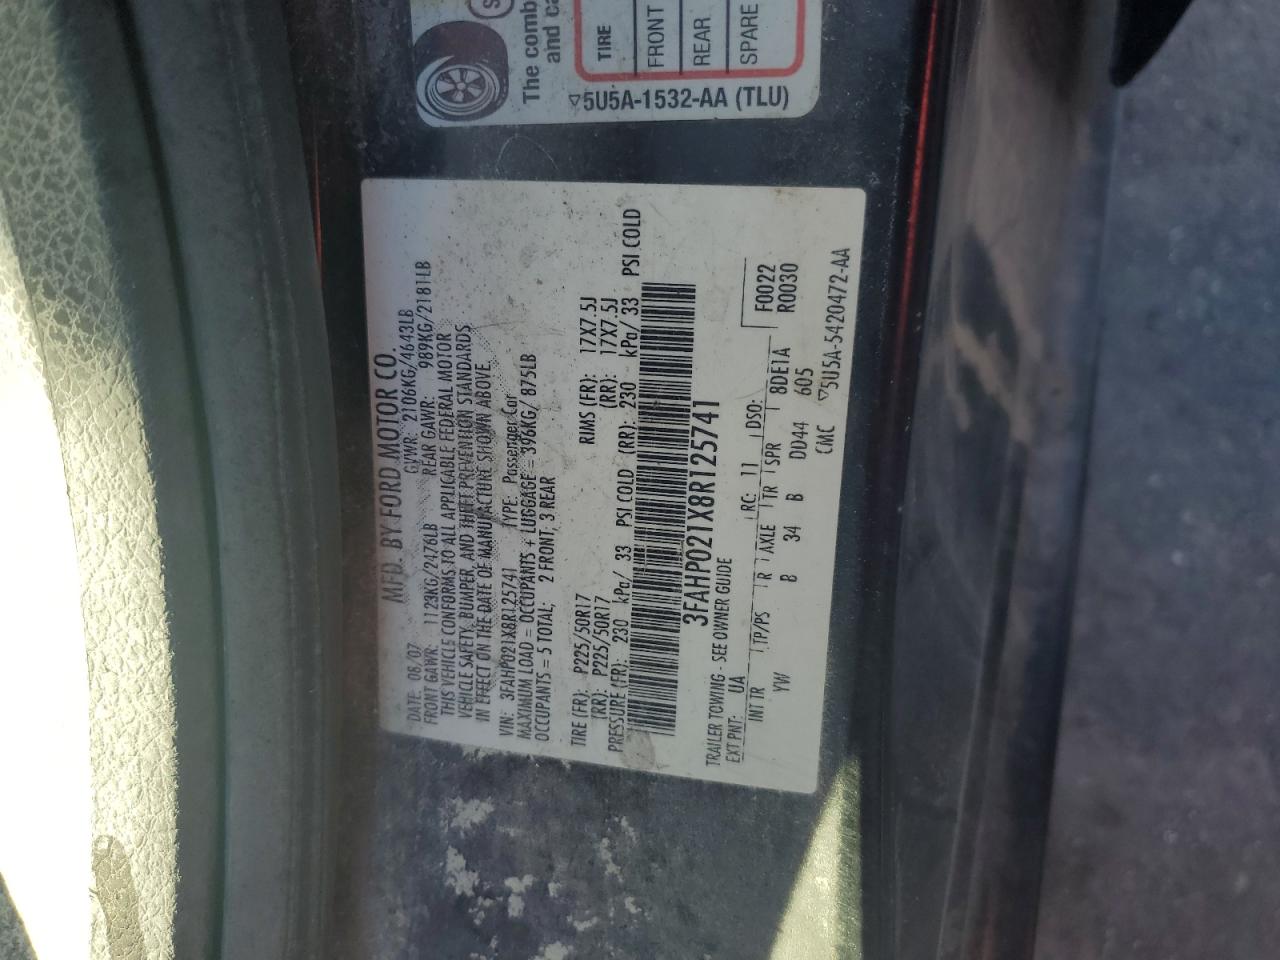 The comb
and ca
TIRE
FRONT
REAR
SPARE
▽5U5A-1532-AA (TLU)
MFD. BY FORD MOTOR CO.
DATE: 08/07 GVWR: 2106KG/4643LB
FRONT GAWR: 1123KG/2476LB REAR GAWR: 989KG/2181LB
THIS VEHICLE CONFORMS TO ALL APPLICABLE FEDERAL MOTOR
VEHICLE SAFETY, BUMPER, AND THEFT PREVENTION STANDARDS
IN EFFECT ON THE DATE OF MANUFACTURE SHOWN ABOVE.
VIN: 3FAHP021X8R125741 TYPE: Passenger Car
MAXIMUM LOAD = OCCUPANTS + LUGGAGE = 396KG/ 875LB
OCCUPANTS = 5 TOTAL; 2 FRONT, 3 REAR
TIRE (FR): P225/50R17 RIMS (FR): 17X7.5J
(RR): P225/50R17 (RR): 17X7.5J
PRESSURE (FR): 230 kPa/ 33 PSI COLD (RR): 230 kPa/ 33 PSI COLD
3FAHP021X8R125741
TRAILER TOWING - SEE OWNER GUIDE
EXT PNT: UA RC: 11 DSO: F0022
INT TR TP/PS R AXLE TR SPR 8DE1A R0030
YW B 34 B DD44 605
CMC ▽5U5A-5420472-AA